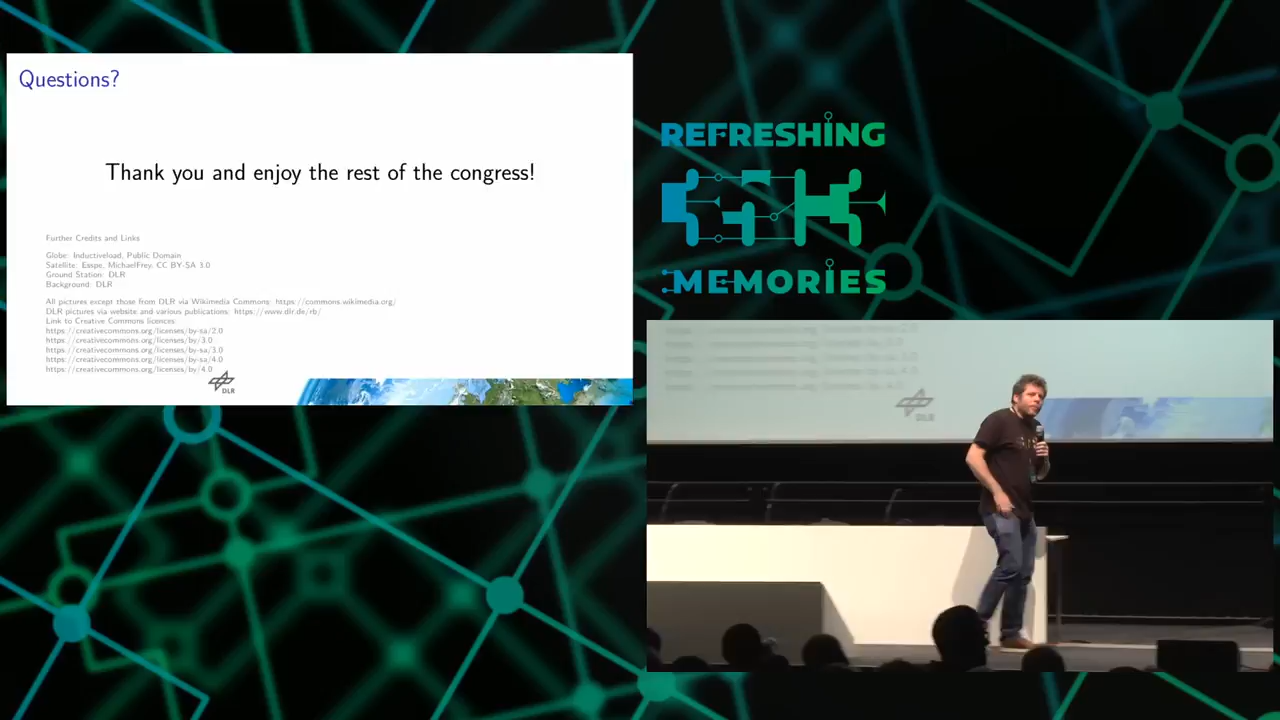 Questions?
Thank you and enjoy the rest of the congress!
Further Credits and Links
Globe: Inductiveload, Public Domain
Satellite: Esspe, MichaelFrey, CC BY-SA 3.0
Ground Station: DLR
Background: DLR
All pictures except those from DLR via Wikimedia Commons: https://commons.wikimedia.org/
DLR pictures via website and various publications: https://www.dlr.de/rb/
Link to Creative Commons licences:
https://creativecommons.org/licenses/by-sa/2.0
https://creativecommons.org/licenses/by/3.0
https://creativecommons.org/licenses/by-sa/3.0
https://creativecommons.org/licenses/by-sa/4.0
https://creativecommons.org/licenses/by/4.0
DLR
REFRESHING
MEMORIES
DLR